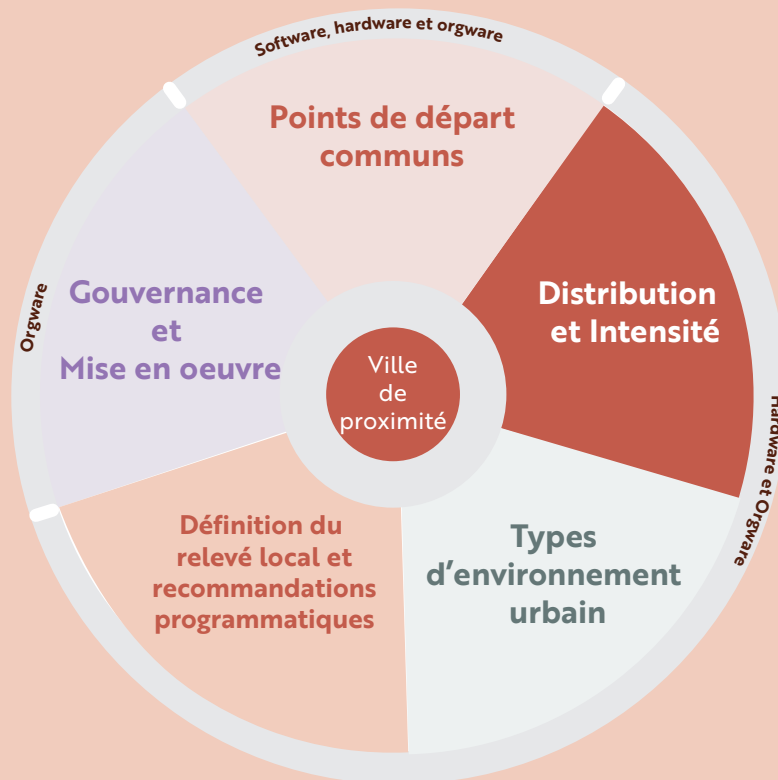 Software, hardware et orgware
Points de départ
communs
Distribution
et Intensité
Hardware et Orgware
Types
d’environnement
urbain
Définition du
relevé local et
recommandations
programmatiques
Gouvernance
et
Mise en oeuvre
Orgware
Ville
de
proximité